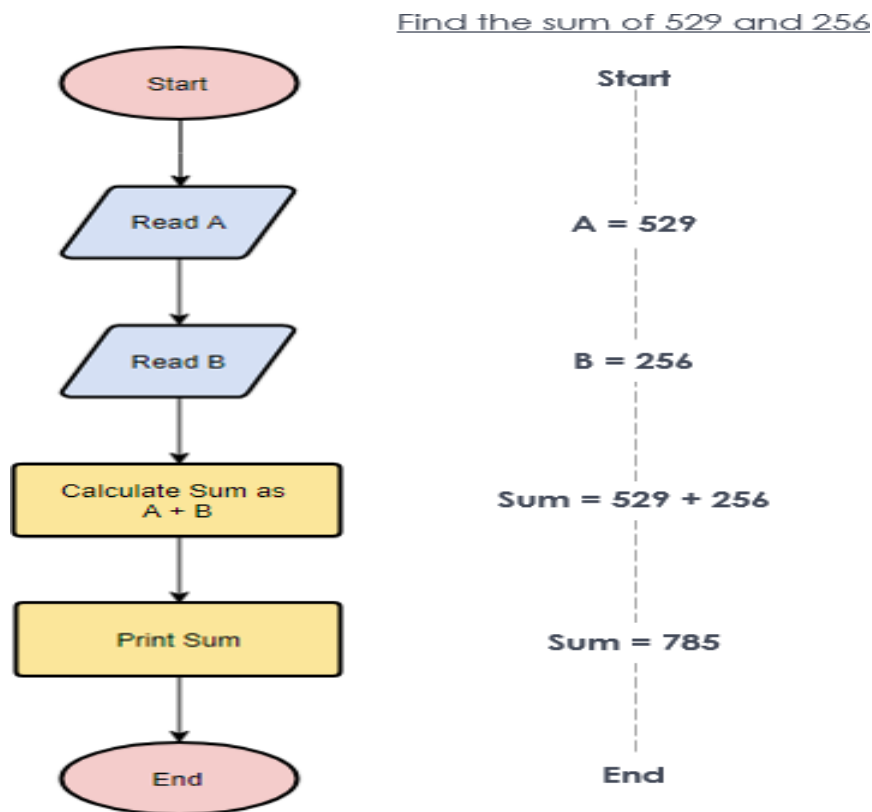 Find the sum of 529 and 256
Start
Start
Read A
A = 529
Read B
B = 256
Calculate Sum as
A + B
Sum = 529 + 256
Print Sum
Sum = 785
End
End